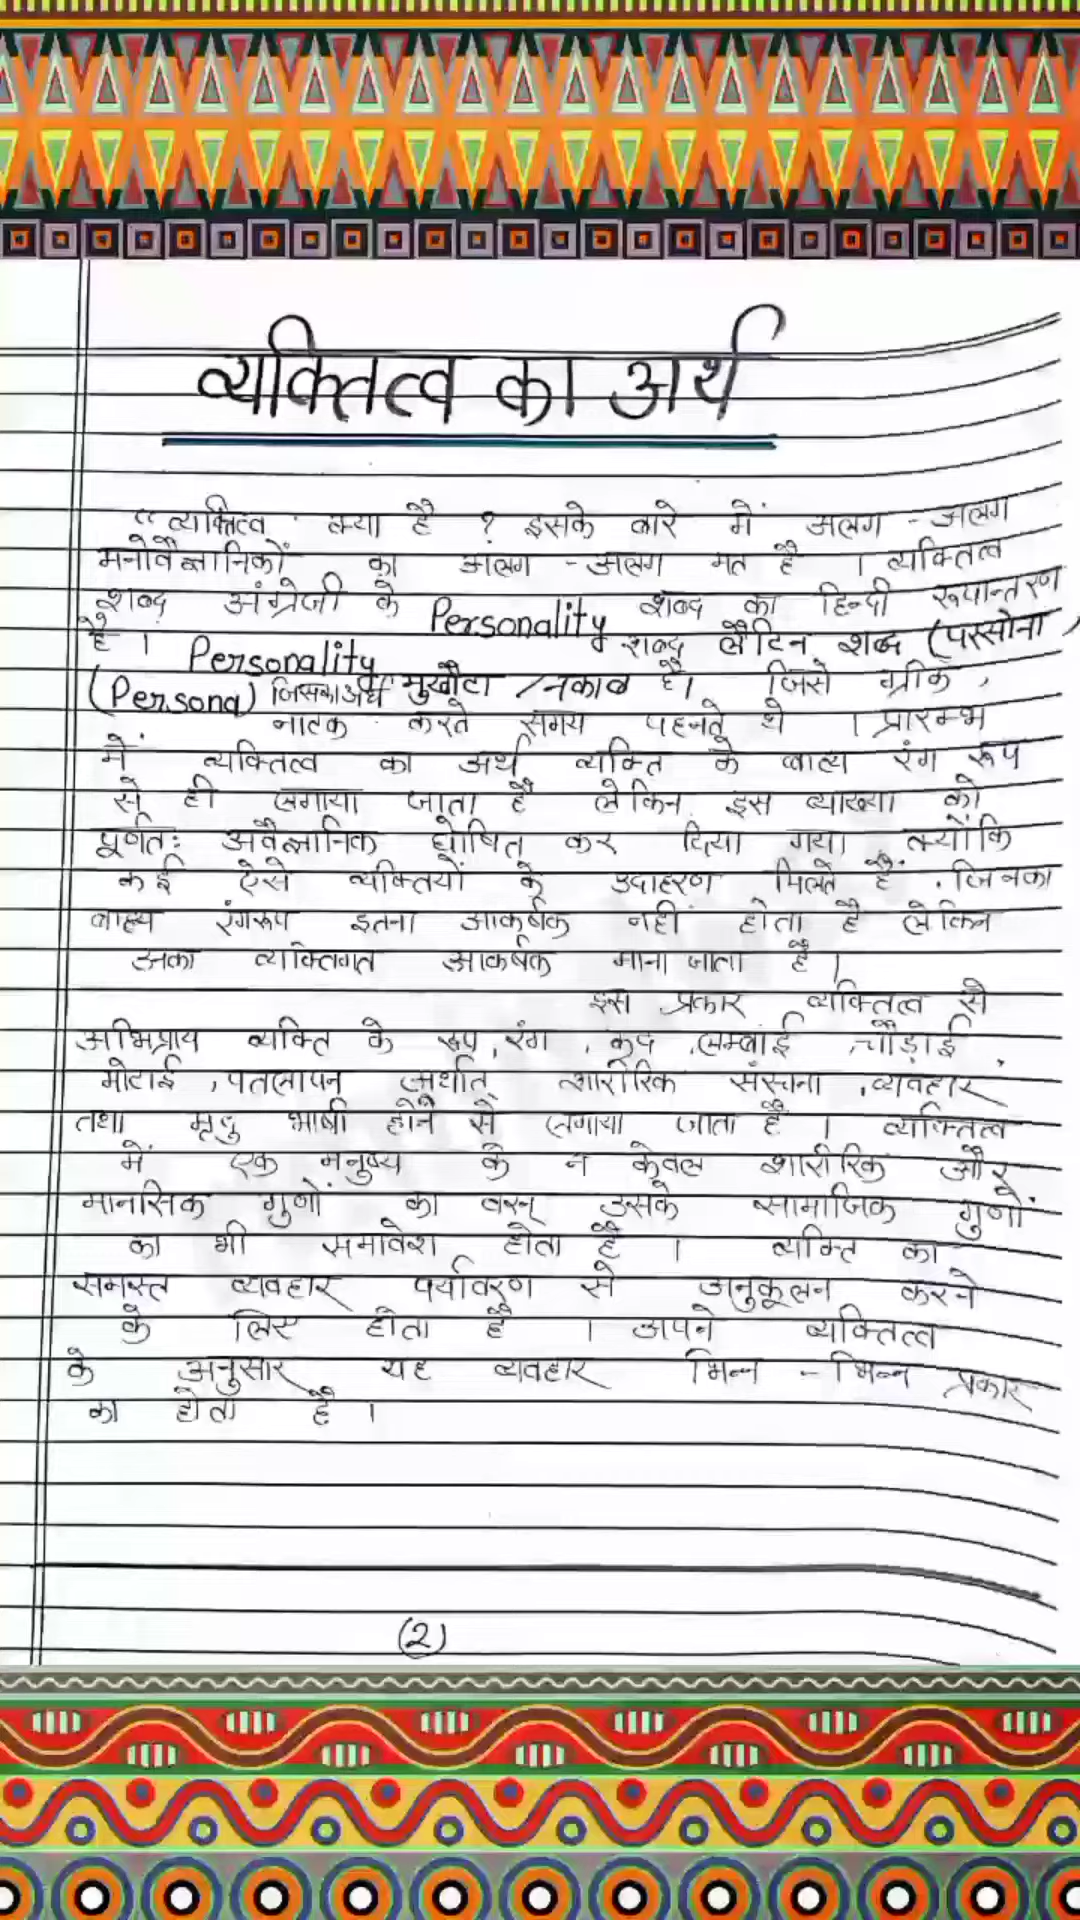 व्यक्तित्व का अर्थ
“व्यक्तित्व क्या है ? इसके बारे में अलग - अलग
मनोवैज्ञानिकों का अलग - अलग मत है । व्यक्तित्व
शब्द अंग्रेजी के Personality शब्द का हिन्दी रूपान्तरण
है । Personality शब्द लैटिन शब्द (परसोना)
(Persona) जिसका अर्थ मुखौटा / नकाब है। जिसे ग्रीक,
नाटक करते समय पहनते थे । प्रारम्भ
में व्यक्तित्व का अर्थ व्यक्ति के बाह्य रंग रूप
से ही लगाया जाता है लेकिन इस व्याख्या को
पूर्णतः अवैज्ञानिक घोषित कर दिया गया क्योंकि
कई ऐसे व्यक्तियों के उदाहरण मिलते हैं . जिनका
बाह्य रंगरूप इतना आकर्षक नहीं होता है लेकिन
व्यक्तिगत आकर्षक माना जाता है ।
इस प्रकार व्यक्तित्व से
अभिप्राय व्यक्ति के रूप, रंग , कद , लम्बाई , चौड़ाई ,
मोटाई , पतलापन अर्थात् शारीरिक संरचना , व्यवहार
तथा मृदु भाषी होने से लगाया जाता है । व्यक्तित्व
में एक मनुष्य के न केवल शारीरिक और
मानसिक गुणों का वरन् उसके सामाजिक गुणों
का भी समावेश होता है । व्यक्ति का
समस्त व्यवहार पर्यावरण से अनुकूलन करने
के लिए होता है । अपने व्यक्तित्व
के अनुसार यह व्यवहार भिन्न - भिन्न प्रकार
का होता है ।
(2)